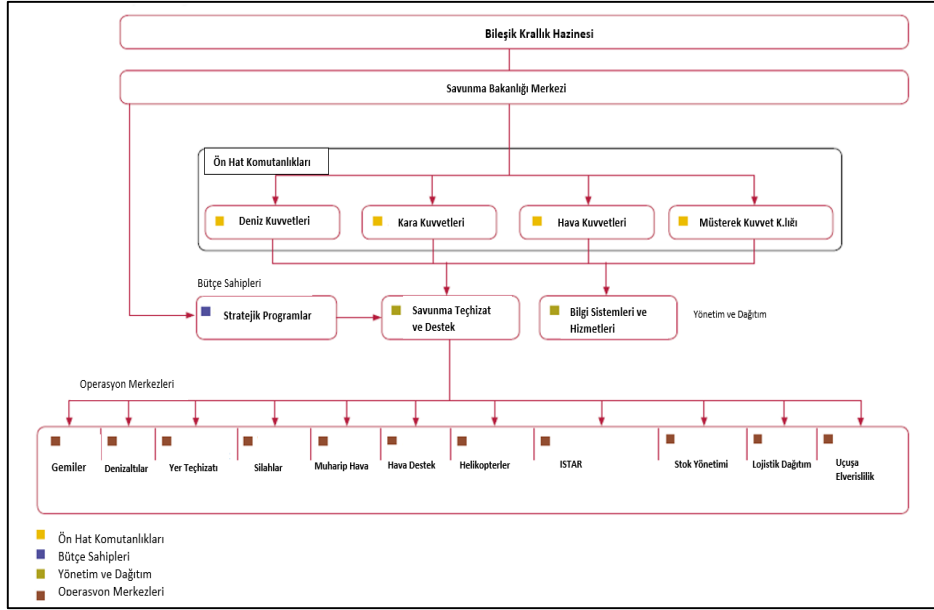 Bileşik Krallık Hazinesi
Savunma Bakanlığı Merkezi
Ön Hat Komutanlıkları
Deniz Kuvvetleri
Kara Kuvvetleri
Hava Kuvvetleri
Müsterek Kuvvet K.lığı
Bütçe Sahipleri
Stratejik Programlar
Savunma Teçhizat
ve Destek
Bilgi Sistemleri ve
Hizmetleri
Yönetim ve Dağıtım
Operasyon Merkezleri
Gemiler
Denizaltılar
Yer Teçhizatı
Silahlar
Muharip Hava
Hava Destek
Helikopterler
ISTAR
Stok Yönetimi
Lojistik Dağıtım
Uçuşa
Elverislilik
Ön Hat Komutanlıkları
Bütçe Sahipleri
Yönetim ve Dağıtım
Operasyon Merkezleri